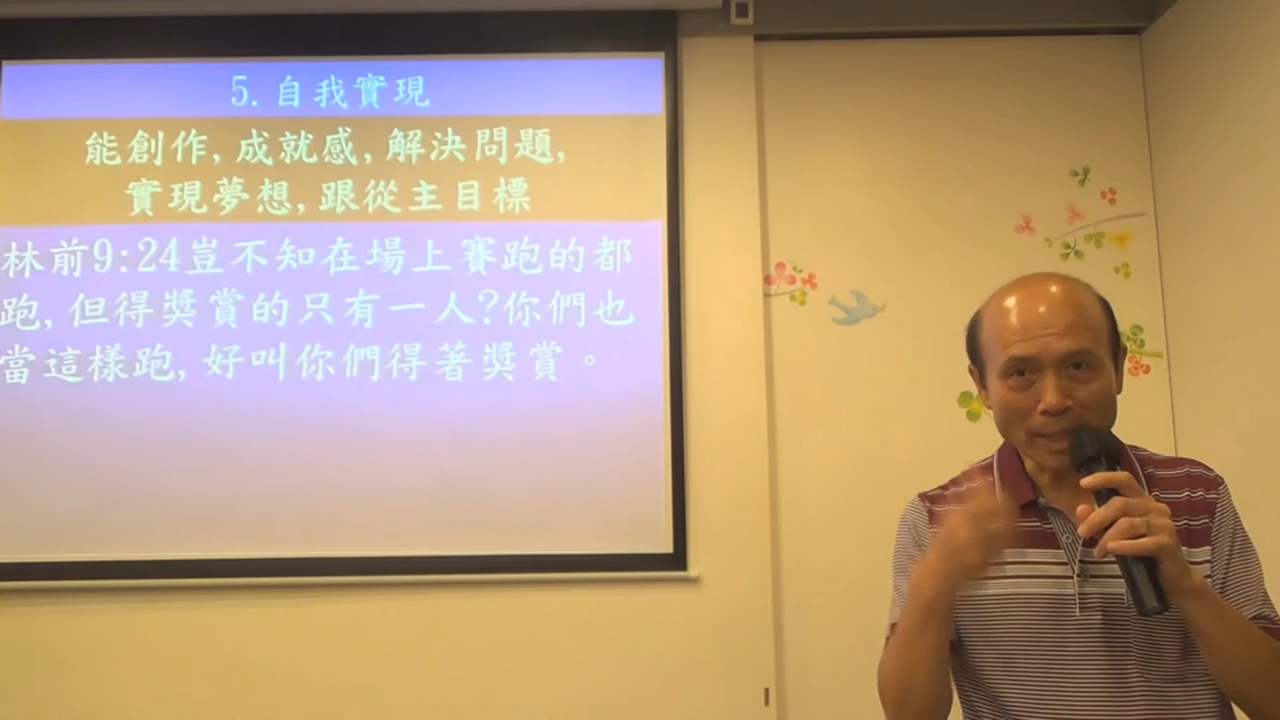 5. 自我實現
能創作, 成就感, 解決問題,
實現夢想, 跟從主目標
林前9:24豈不知在場上賽跑的都
跑, 但得獎賞的只有一人?你們也
當這樣跑, 好叫你們得著獎賞。